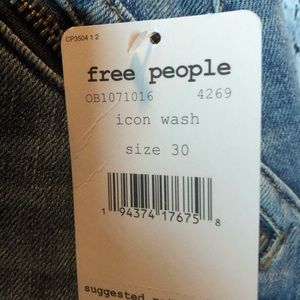 CP3504 1 2
free people
OB1071016 4269
icon wash
size 30
1 94374 17675 8
suggested